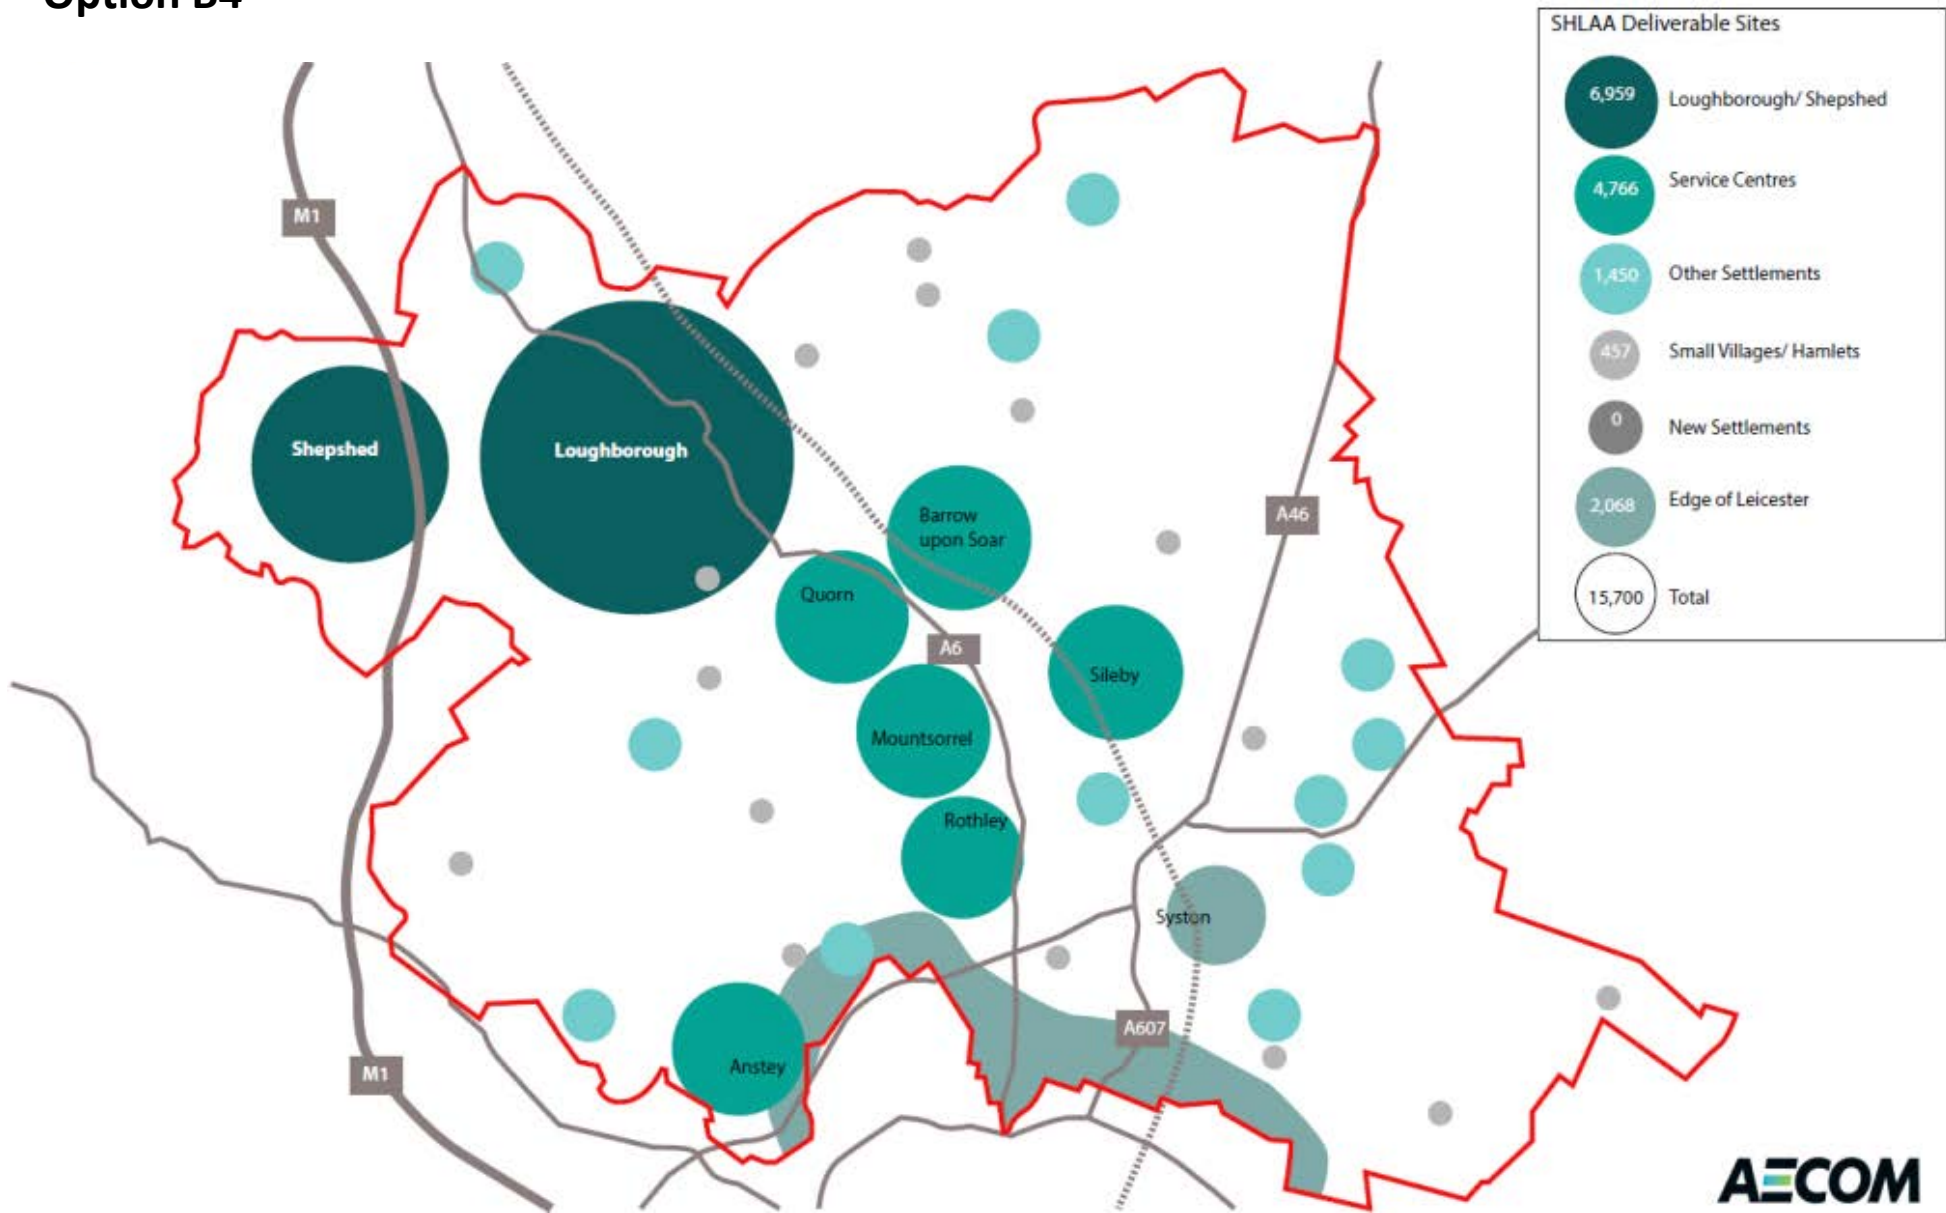 Option B4
SHLAA Deliverable Sites
6,959 Loughborough/ Shepshed
4,766 Service Centres
1,450 Other Settlements
457 Small Villages/ Hamlets
0 New Settlements
2,068 Edge of Leicester
15,700 Total
M1
Shepshed
Loughborough
Barrow
upon Soar
A46
Quorn
A6
Sileby
Mountsorrel
Rothley
Syston
A607
Anstey
M1
AECOM